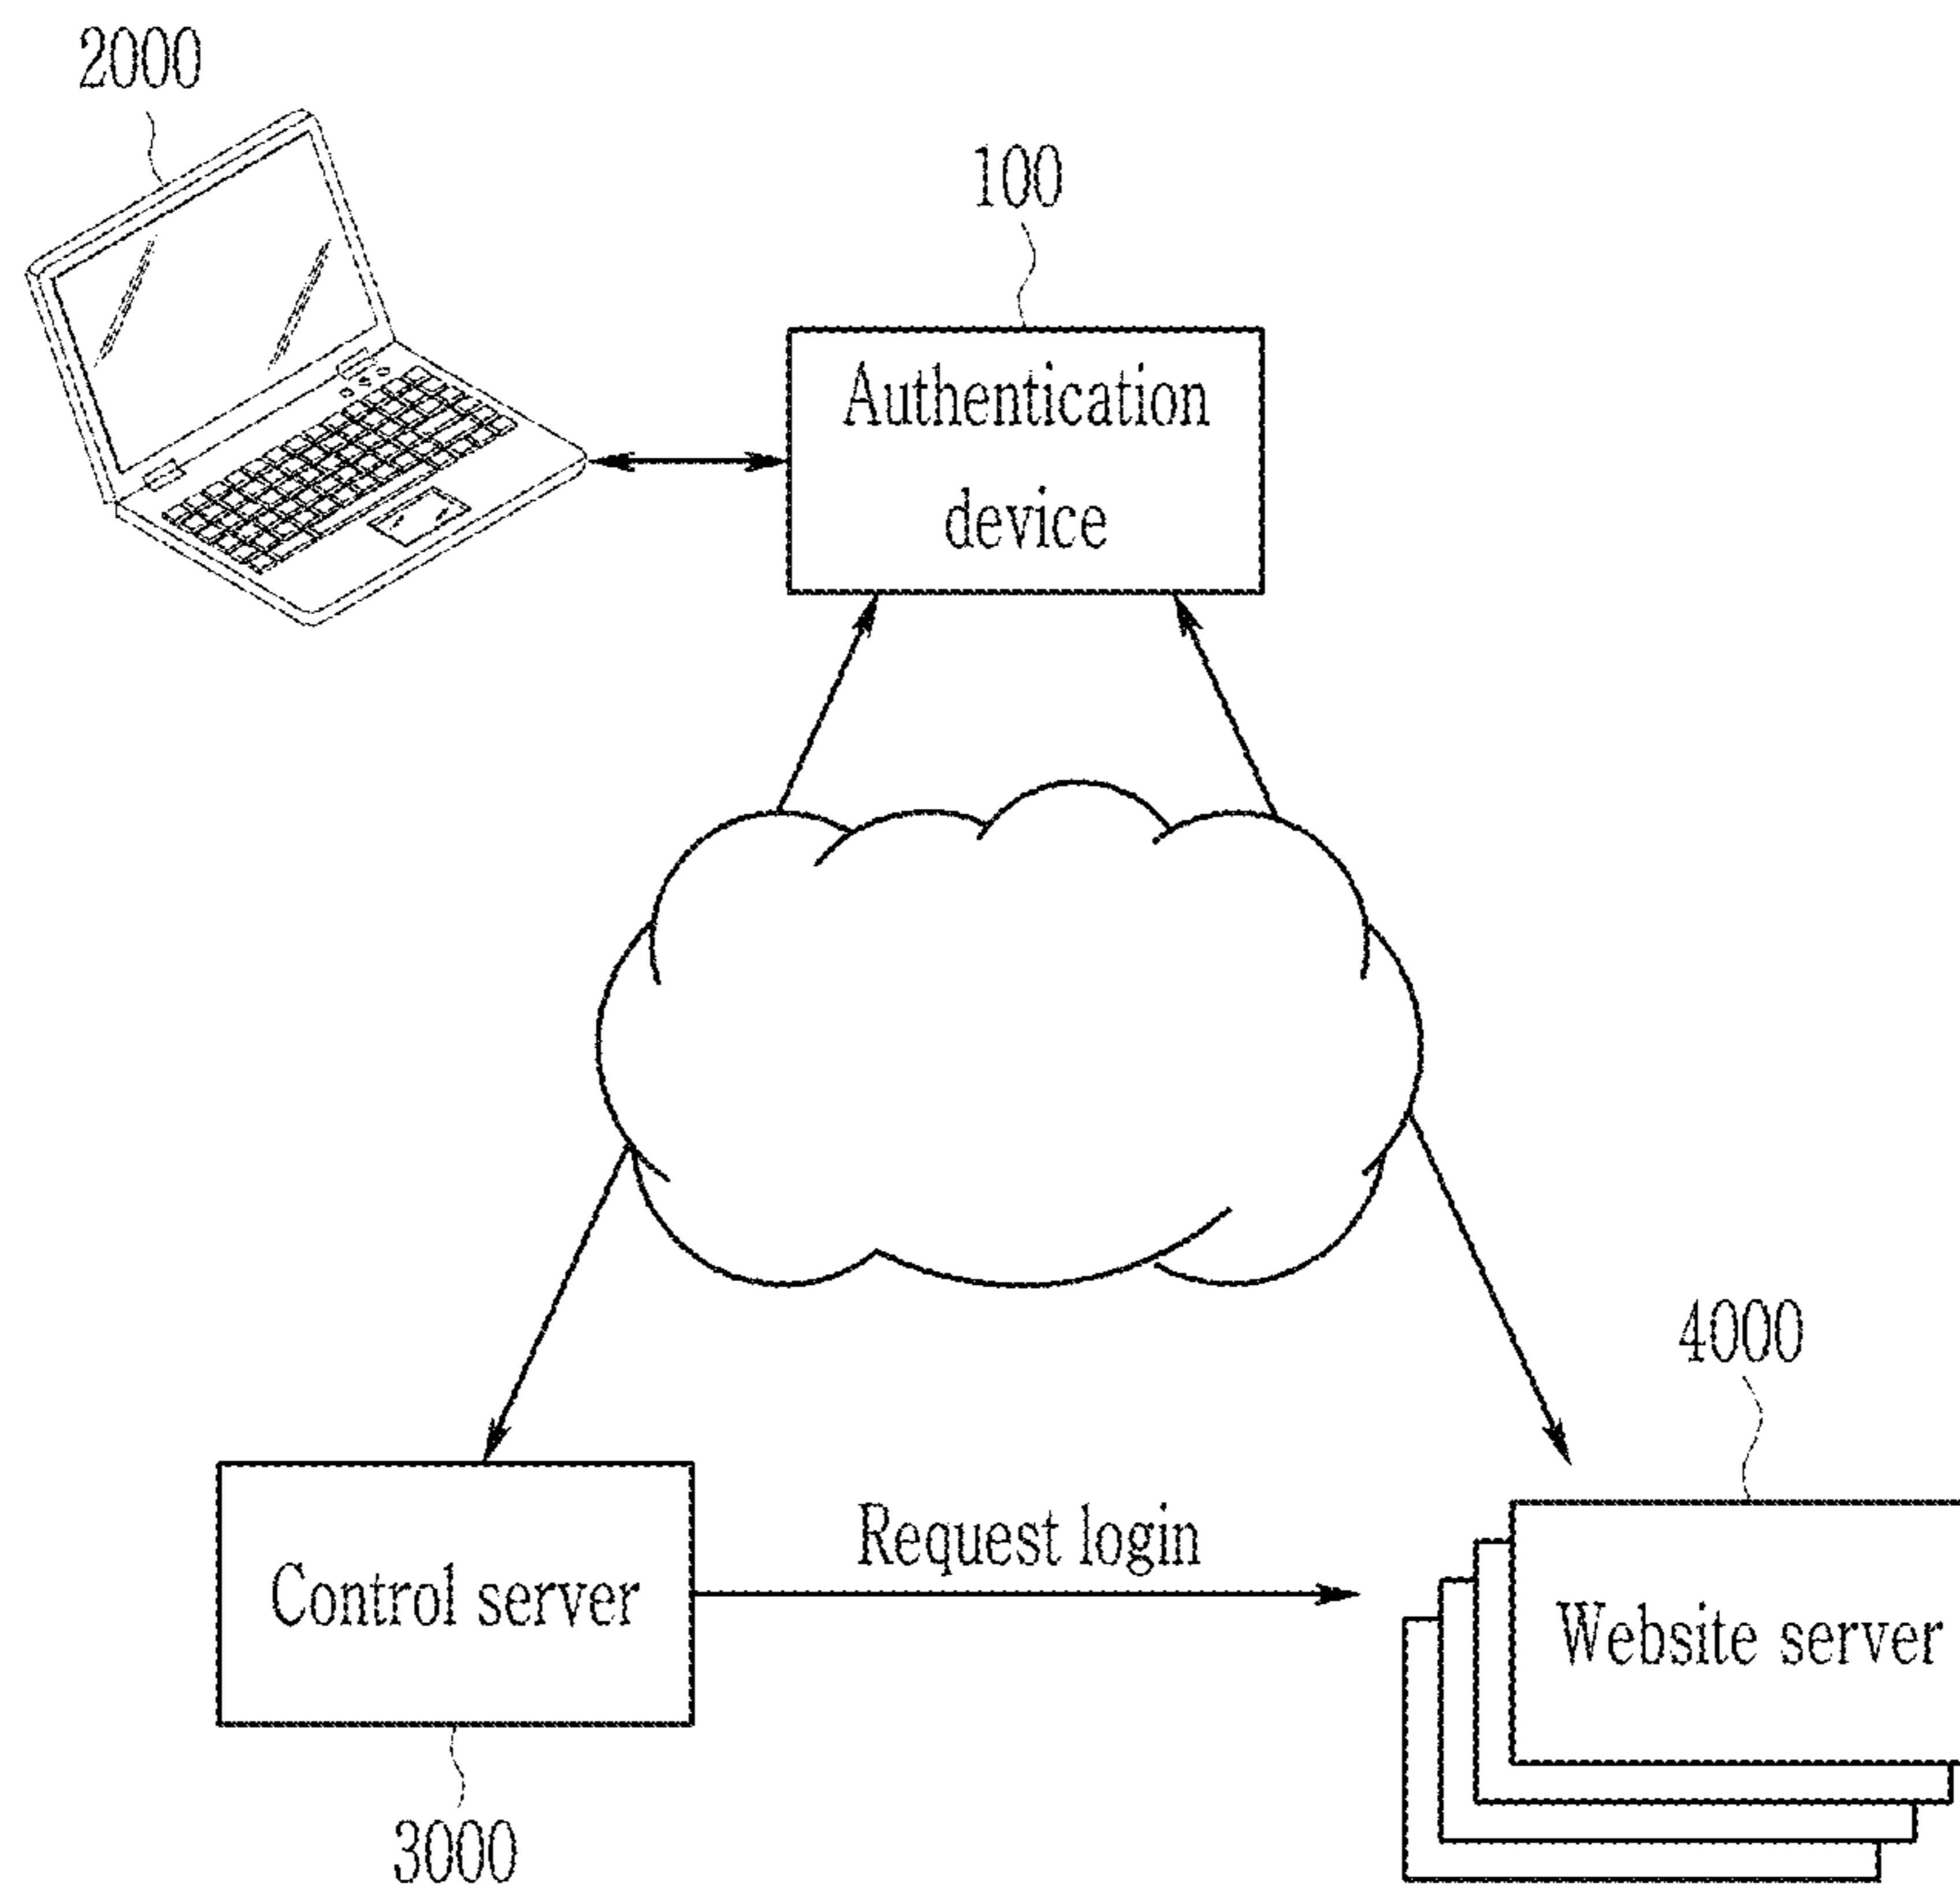 2000
100
Authentication
device
4000
Request login
Control server
Website server
3000